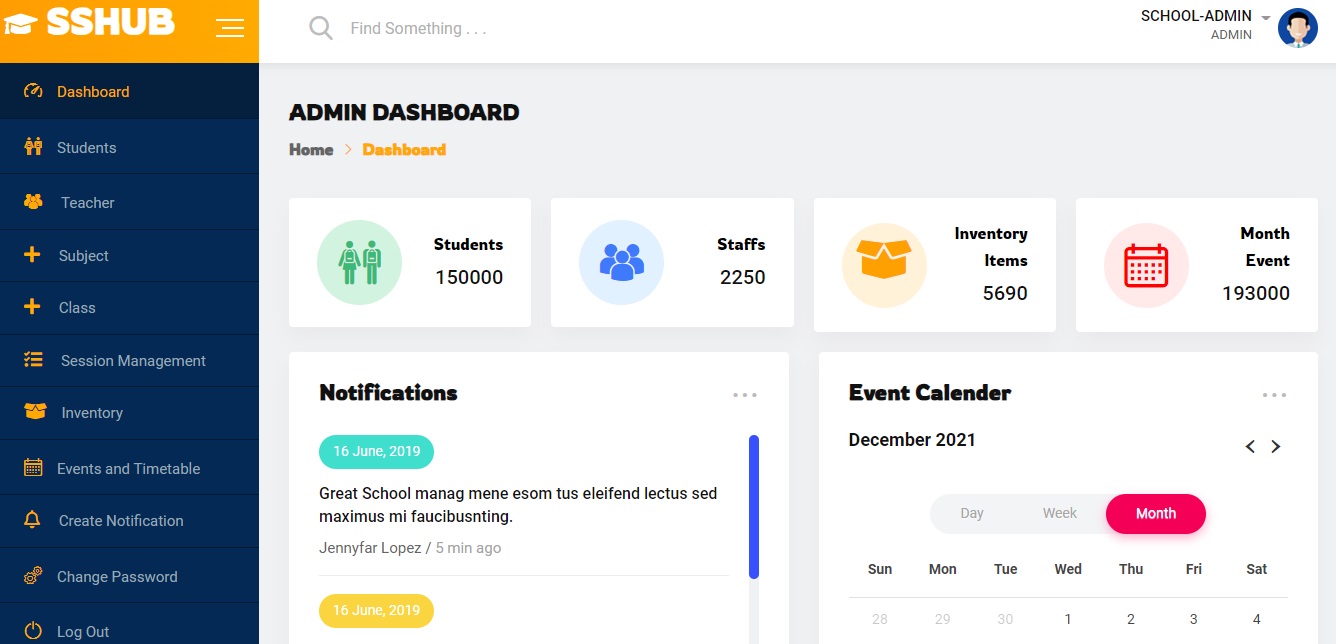 SSHUB
Find Something . . .
SCHOOL-ADMIN
ADMIN
Dashboard
Students
Teacher
Subject
Class
Session Management
Inventory
Events and Timetable
Create Notification
Change Password
Log Out
ADMIN DASHBOARD
Home > Dashboard
Students
150000
Staffs
2250
Inventory
Items
5690
Month
Event
193000
Notifications
16 June, 2019
Great School manag mene esom tus eleifend lectus sed
maximus mi faucibusnting.
Jennyfar Lopez / 5 min ago
16 June, 2019
Event Calender
December 2021
Day Week Month
Sun Mon Tue Wed Thu Fri Sat
28 29 30 1 2 3 4